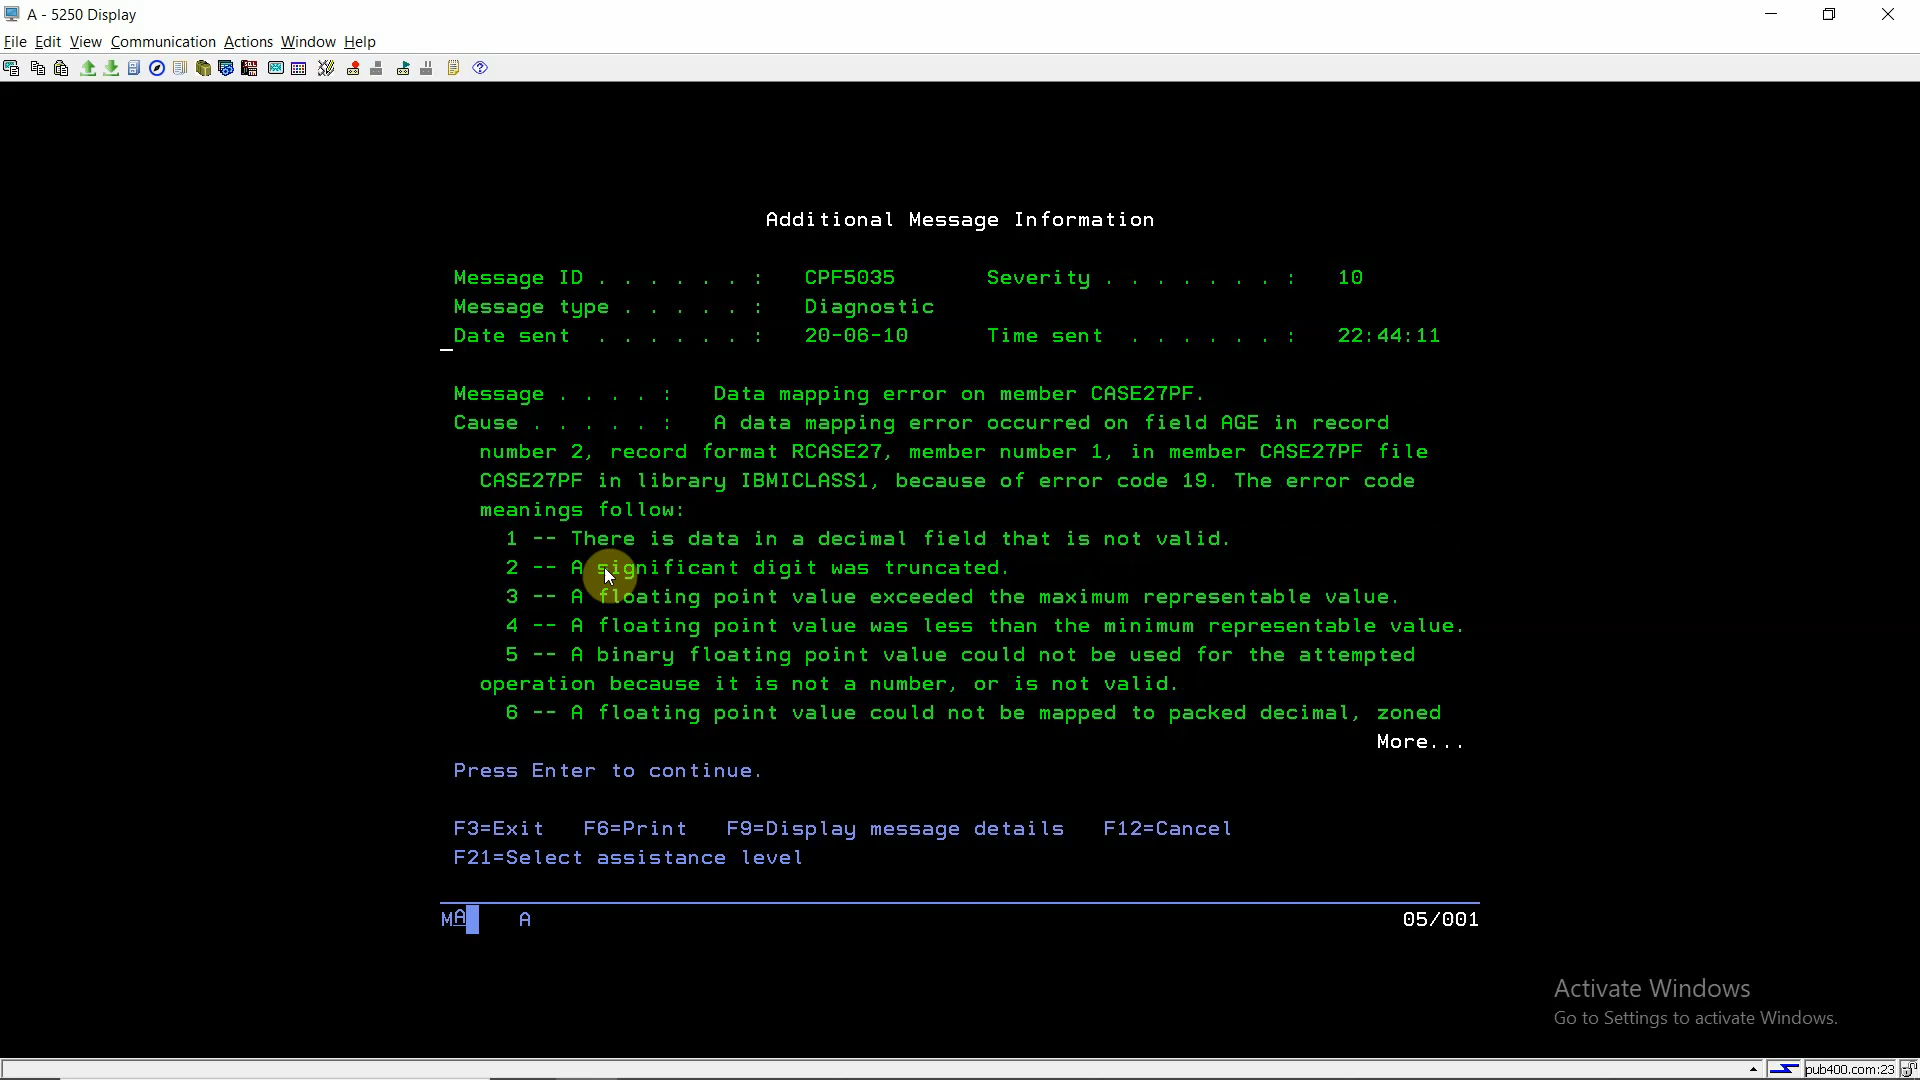 A - 5250 Display
File Edit View Communication Actions Window Help
Additional Message Information
Message ID . . . . . . : CPF5035 Severity . . . . . . . : 10
Message type . . . . . : Diagnostic
Date sent . . . . . . : 20-06-10 Time sent . . . . . . : 22:44:11
Message . . . . : Data mapping error on member CASE27PF.
Cause . . . . . : A data mapping error occurred on field AGE in record
number 2, record format RCASE27, member number 1, in member CASE27PF file
CASE27PF in library IBMICLASS1, because of error code 19. The error code
meanings follow:
1 -- There is data in a decimal field that is not valid.
2 -- A significant digit was truncated.
3 -- A floating point value exceeded the maximum representable value.
4 -- A floating point value was less than the minimum representable value.
5 -- A binary floating point value could not be used for the attempted
operation because it is not a number, or is not valid.
6 -- A floating point value could not be mapped to packed decimal, zoned
More...
Press Enter to continue.
F3=Exit F6=Print F9=Display message details F12=Cancel
F21=Select assistance level
MA A 05/001
Activate Windows
Go to Settings to activate Windows.
pub400.com:23